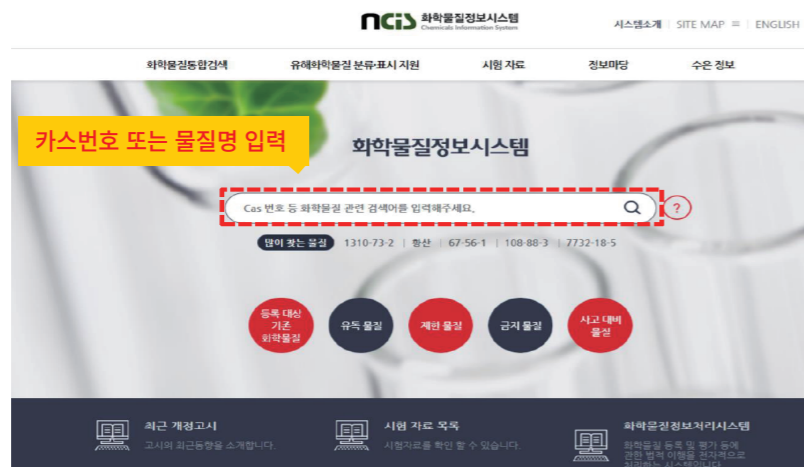 ncis 화학물질정보시스템
Chemicals Information System
시스템소개 | SITE MAP ≡ | ENGLISH
화학물질통합검색 유해화학물질 분류·표시 지원 시험 자료 정보마당 수은 정보
카스번호 또는 물질명 입력
화학물질정보시스템
Cas 번호 등 화학물질 관련 검색어를 입력해주세요.
?
많이 찾는 물질 1310-73-2 | 황산 | 67-56-1 | 108-88-3 | 7732-18-5
등록 대상
기존
화학물질
유독 물질
제한 물질
금지 물질
사고 대비
물질
최근 개정고시
고시의 최근동향을 소개합니다.
시험 자료 목록
시험자료를 확인 할 수 있습니다.
화학물질정보처리시스템
화학물질 등록 및 평가 등에
관한 법적 이행을 전자적으로
처리하는 시스템입니다.